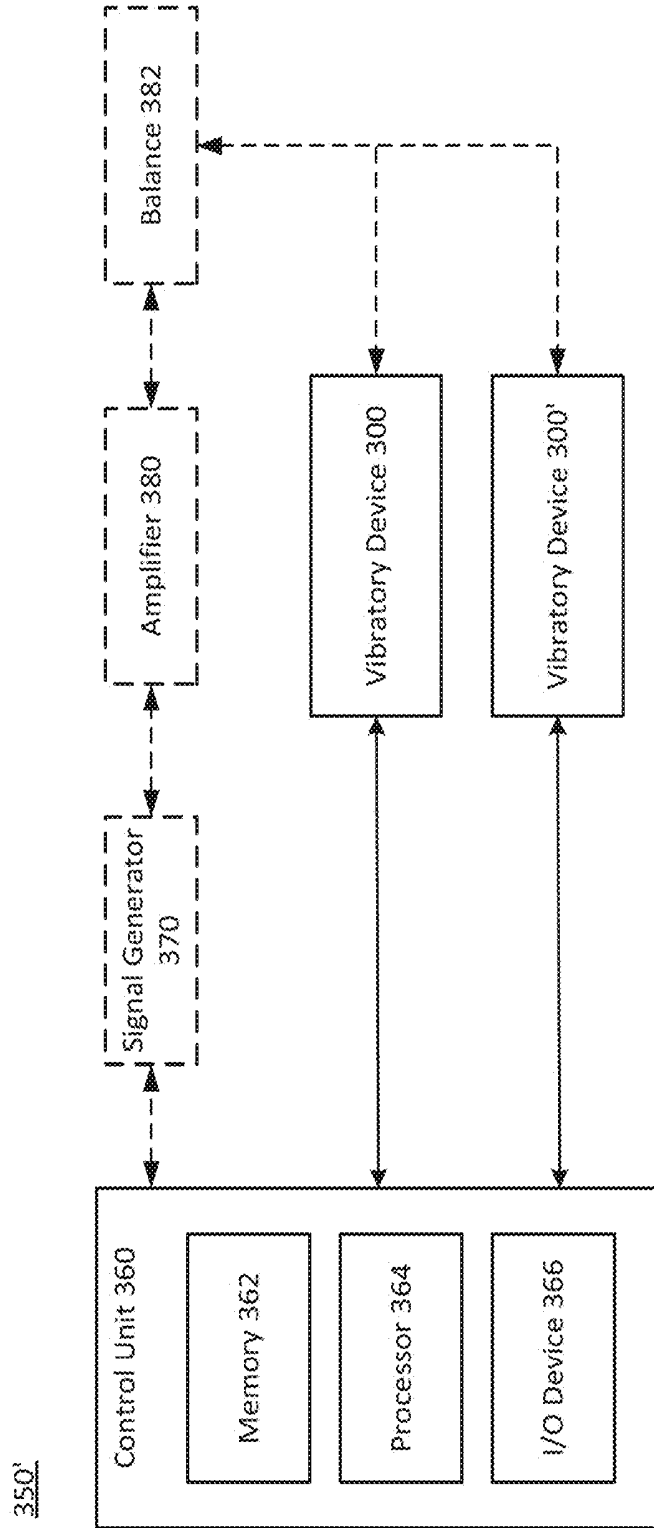 350'
Control Unit 360
Memory 362
Processor 364
I/O Device 366
Signal Generator
370
Amplifier 380
Balance 382
Vibratory Device 300
Vibratory Device 300'